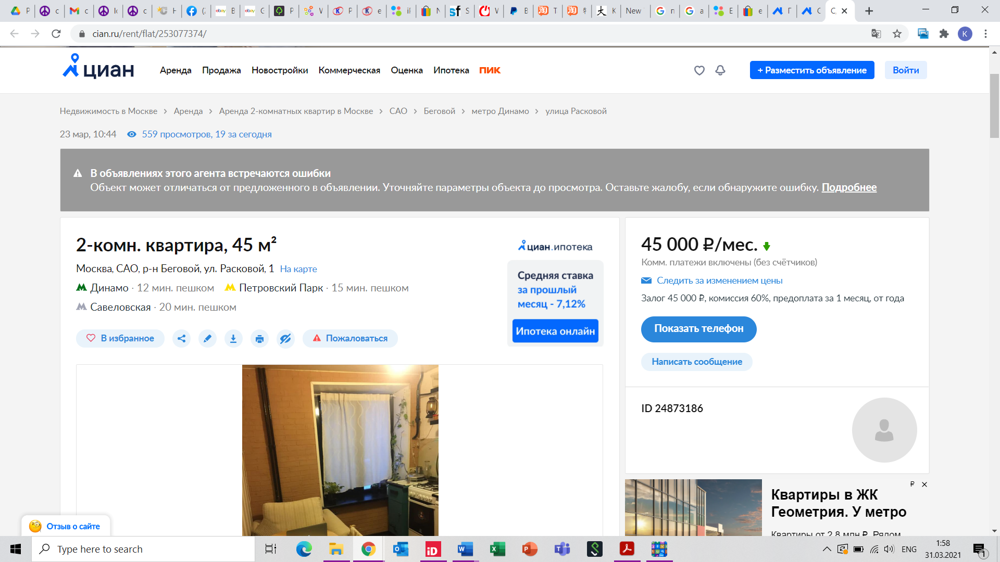 cian.ru/rent/flat/253077374/
K
циан
Аренда Продажа Новостройки Коммерческая Оценка Ипотека ПИК
+ Разместить объявление
Войти
Недвижимость в Москве > Аренда > Аренда 2-комнатных квартир в Москве > САО > Беговой > метро Динамо > улица Расковой
23 мар, 10:44 559 просмотров, 19 за сегодня
В объявлениях этого агента встречаются ошибки
Объект может отличаться от предложенного в объявлении. Уточняйте параметры объекта до просмотра. Оставьте жалобу, если обнаружите ошибку. Подробнее
2-комн. квартира, 45 м²
Москва, САО, р-н Беговой, ул. Расковой, 1 На карте
Динамо · 12 мин. пешком Петровский Парк · 15 мин. пешком
Савеловская · 20 мин. пешком
В избранное
Пожаловаться
циан.ипотека
Средняя ставка
за прошлый
месяц - 7,12%
Ипотека онлайн
45 000 ₽/мес.
Комм. платежи включены (без счётчиков)
Следить за изменением цены
Залог 45 000 ₽, комиссия 60%, предоплата за 1 месяц, от года
Показать телефон
Написать сообщение
ID 24873186
Квартиры в ЖК
Геометрия. У метро
Квартиры от 2,8 млн ₽. Рядом
Отзыв о сайте
Type here to search
ENG
1:58
31.03.2021
1